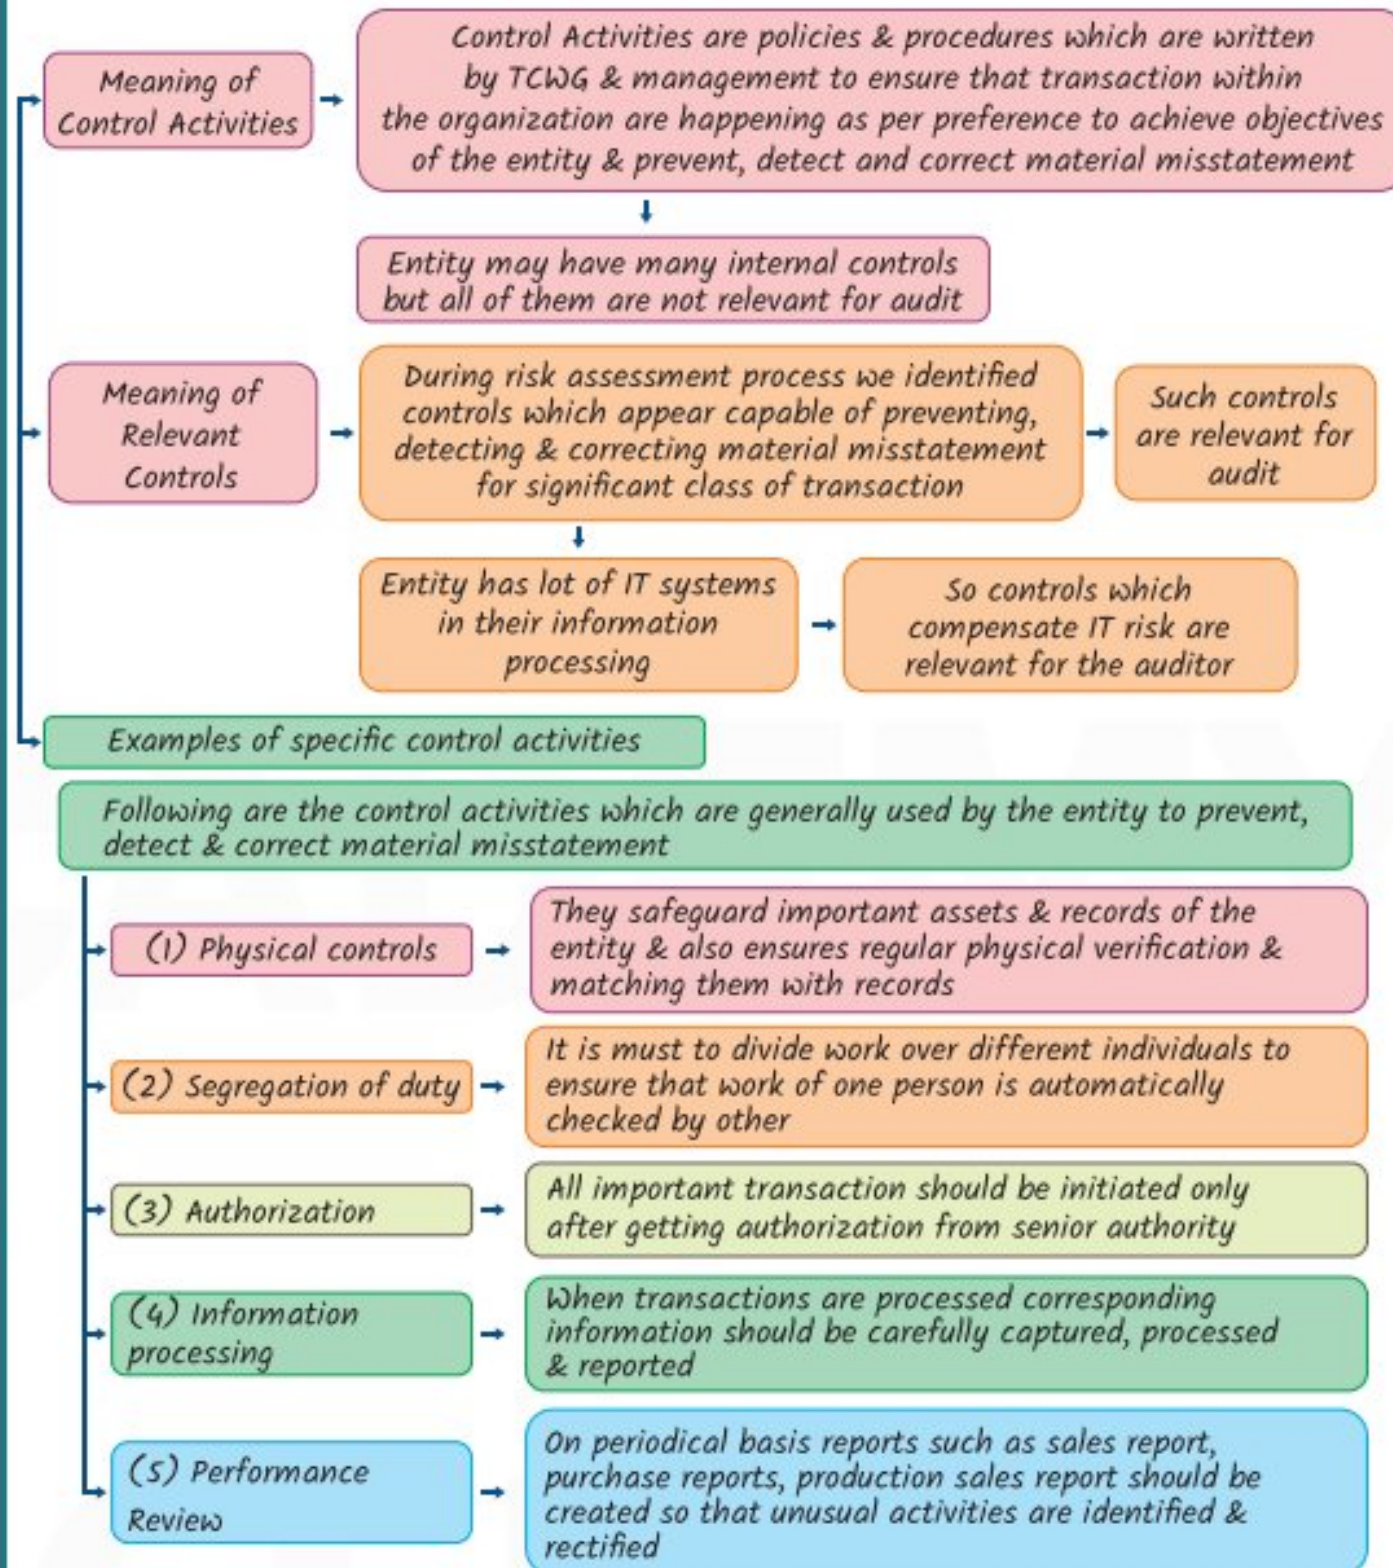 Meaning of
Control Activities
Control Activities are policies & procedures which are written
by TCWG & management to ensure that transaction within
the organization are happening as per preference to achieve objectives
of the entity & prevent, detect and correct material misstatement
Entity may have many internal controls
but all of them are not relevant for audit
Meaning of
Relevant
Controls
During risk assessment process we identified
controls which appear capable of preventing,
detecting & correcting material misstatement
for significant class of transaction
Such controls
are relevant for
audit
Entity has lot of IT systems
in their information
processing
So controls which
compensate IT risk are
relevant for the auditor
Examples of specific control activities
Following are the control activities which are generally used by the entity to prevent,
detect & correct material misstatement
(1) Physical controls
They safeguard important assets & records of the
entity & also ensures regular physical verification &
matching them with records
(2) Segregation of duty
It is must to divide work over different individuals to
ensure that work of one person is automatically
checked by other
(3) Authorization
All important transaction should be initiated only
after getting authorization from senior authority
(4) Information
processing
When transactions are processed corresponding
information should be carefully captured, processed
& reported
(5) Performance
Review
On periodical basis reports such as sales report,
purchase reports, production sales report should be
created so that unusual activities are identified &
rectified